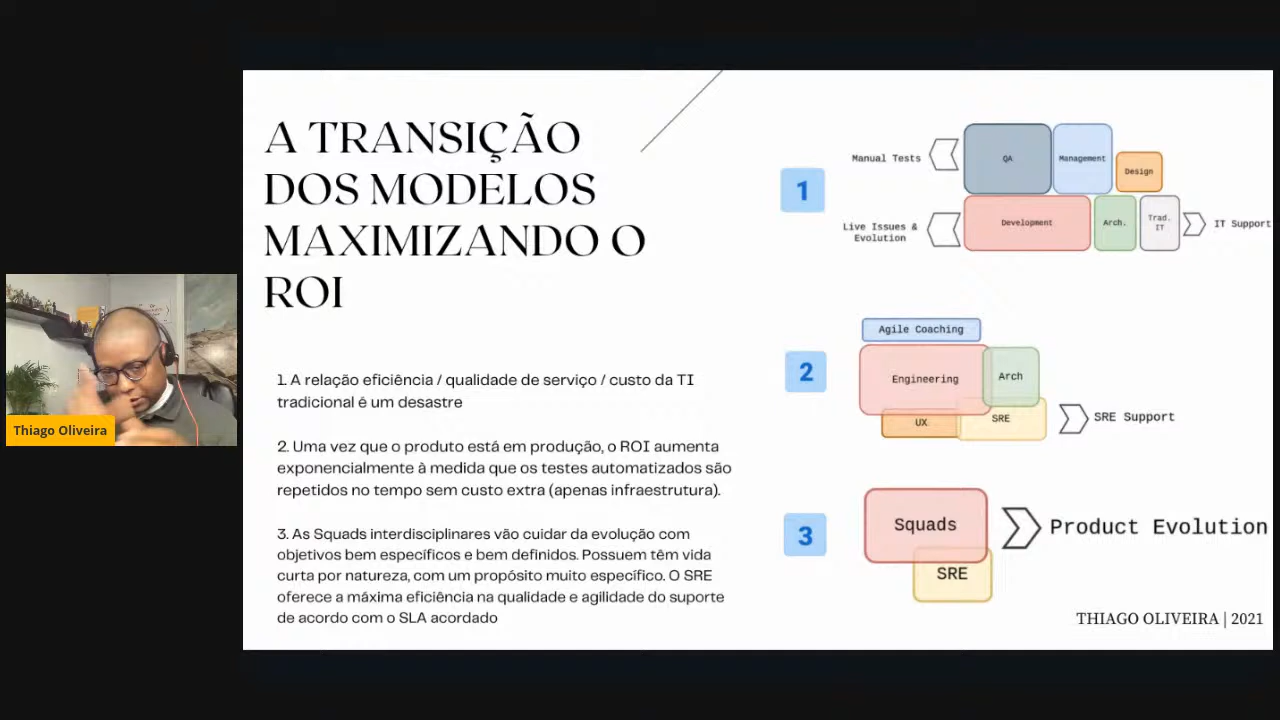 A TRANSIÇÃO
DOS MODELOS
MAXIMIZANDO O
ROI
1. A relação eficiência / qualidade de serviço / custo da TI
tradicional é um desastre
2. Uma vez que o produto está em produção, o ROI aumenta
exponencialmente à medida que os testes automatizados são
repetidos no tempo sem custo extra (apenas infraestrutura).
3. As Squads interdisciplinares vão cuidar da evolução com
objetivos bem específicos e bem definidos. Possuem têm vida
curta por natureza, com um propósito muito específico. O SRE
oferece a máxima eficiência na qualidade e agilidade do suporte
de acordo com o SLA acordado
1
Manual Tests
QA
Management
Design
Live Issues &
Evolution
Development
Arch.
Trad.
IT
IT Support
2
Agile Coaching
Engineering
Arch
UX
SRE
SRE Support
3
Squads
SRE
Product Evolution
THIAGO OLIVEIRA | 2021
Thiago Oliveira